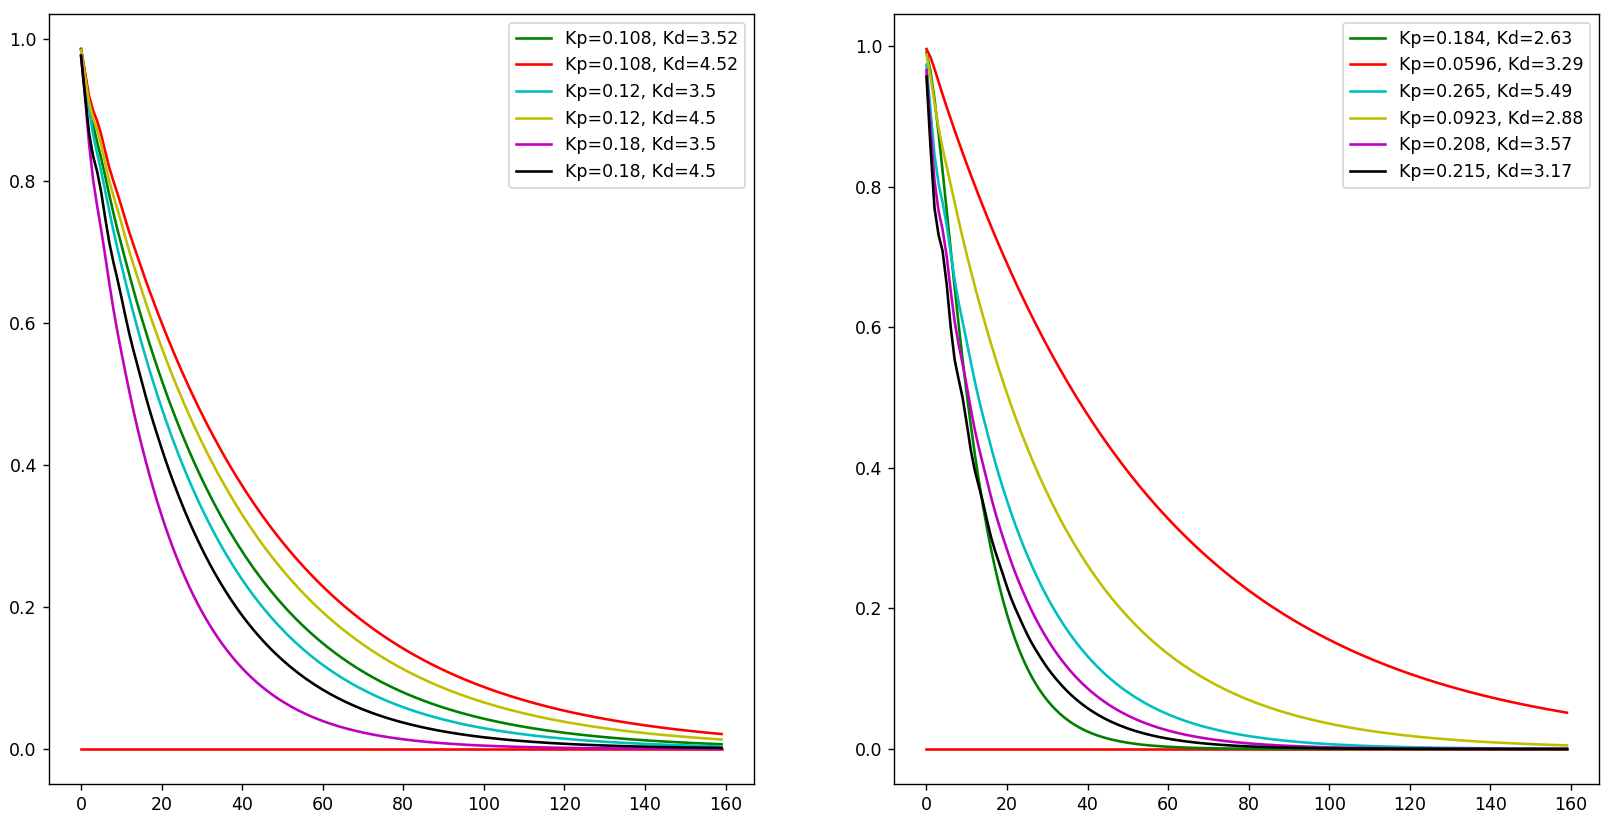 1.0
0.8
0.6
0.4
0.2
0.0
0 20 40 60 80 100 120 140 160
Kp=0.108, Kd=3.52
Kp=0.108, Kd=4.52
Kp=0.12, Kd=3.5
Kp=0.12, Kd=4.5
Kp=0.18, Kd=3.5
Kp=0.18, Kd=4.5
1.0
0.8
0.6
0.4
0.2
0.0
0 20 40 60 80 100 120 140 160
Kp=0.184, Kd=2.63
Kp=0.0596, Kd=3.29
Kp=0.265, Kd=5.49
Kp=0.0923, Kd=2.88
Kp=0.208, Kd=3.57
Kp=0.215, Kd=3.17